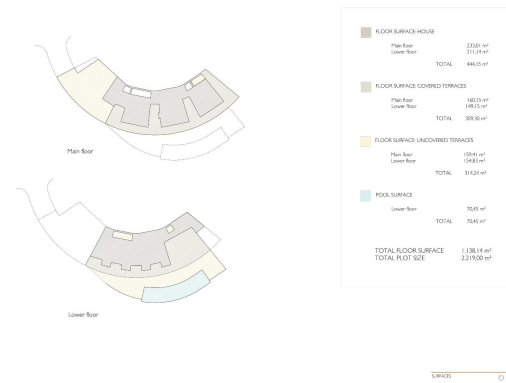 Main floor
Lower floor
FLOOR SURFACE: HOUSE
Main floor 233,01 m²
Lower floor 211,14 m²
TOTAL 444,15 m²
FLOOR SURFACE: COVERED TERRACES
Main floor 160,15 m²
Lower floor 149,15 m²
TOTAL 309,30 m²
FLOOR SURFACE: UNCOVERED TERRACES
Main floor 159,41 m²
Lower floor 154,83 m²
TOTAL 314,24 m²
POOL SURFACE
Lower floor 70,45 m²
TOTAL 70,45 m²
TOTAL FLOOR SURFACE 1.138,14 m²
TOTAL PLOT SIZE 2.219,00 m²
SURFACES